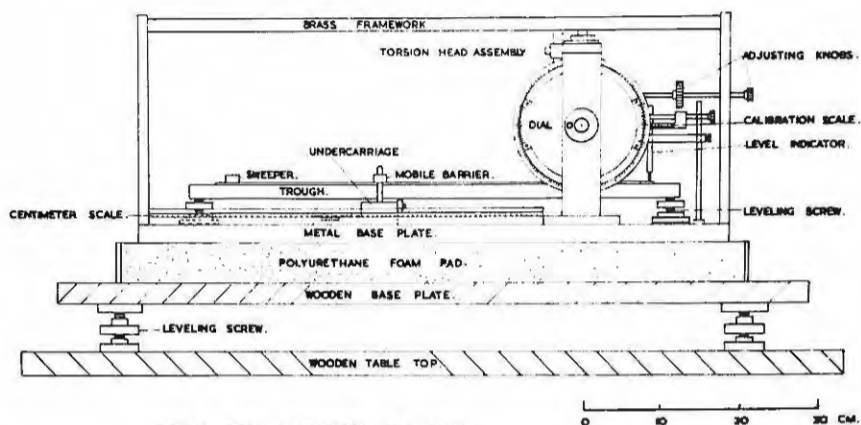 BRASS FRAMEWORK
TORSION HEAD ASSEMBLY
ADJUSTING KNOBS.
DIAL
CALIBRATION SCALE.
UNDERCARRIAGE
LEVEL INDICATOR.
SWEEPER.
MOBILE BARRIER.
TROUGH.
CENTIMETER SCALE.
LEVELING SCREW.
METAL BASE PLATE.
POLYURETHANE FOAM PAD.
WOODEN BASE PLATE.
LEVELING SCREW.
WOODEN TABLE TOP.
0 10 20 30 CM.